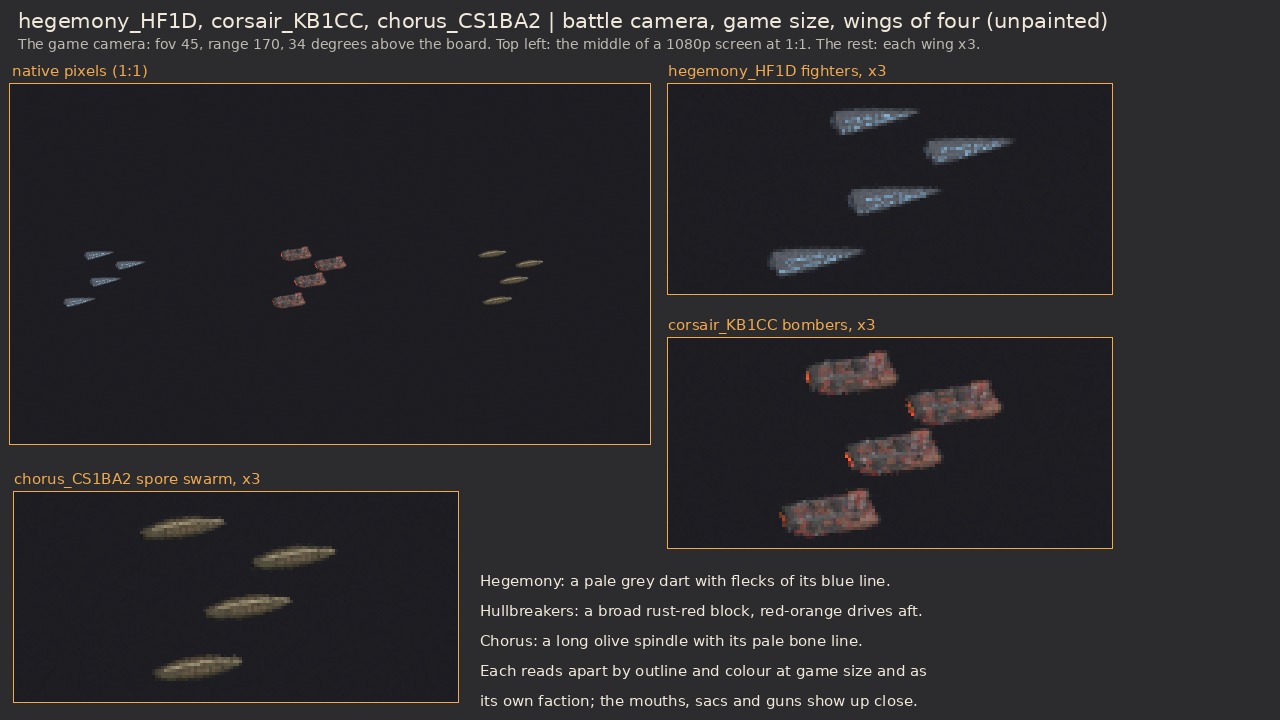 hegemony_HF1D, corsair_KB1CC, chorus_CS1BA2 | battle camera, game size, wings of four (unpainted)
The game camera: fov 45, range 170, 34 degrees above the board. Top left: the middle of a 1080p screen at 1:1. The rest: each wing x3.
native pixels (1:1)
hegemony_HF1D fighters, x3
corsair_KB1CC bombers, x3
chorus_CS1BA2 spore swarm, x3
Hegemony: a pale grey dart with flecks of its blue line.
Hullbreakers: a broad rust-red block, red-orange drives aft.
Chorus: a long olive spindle with its pale bone line.
Each reads apart by outline and colour at game size and as
its own faction; the mouths, sacs and guns show up close.